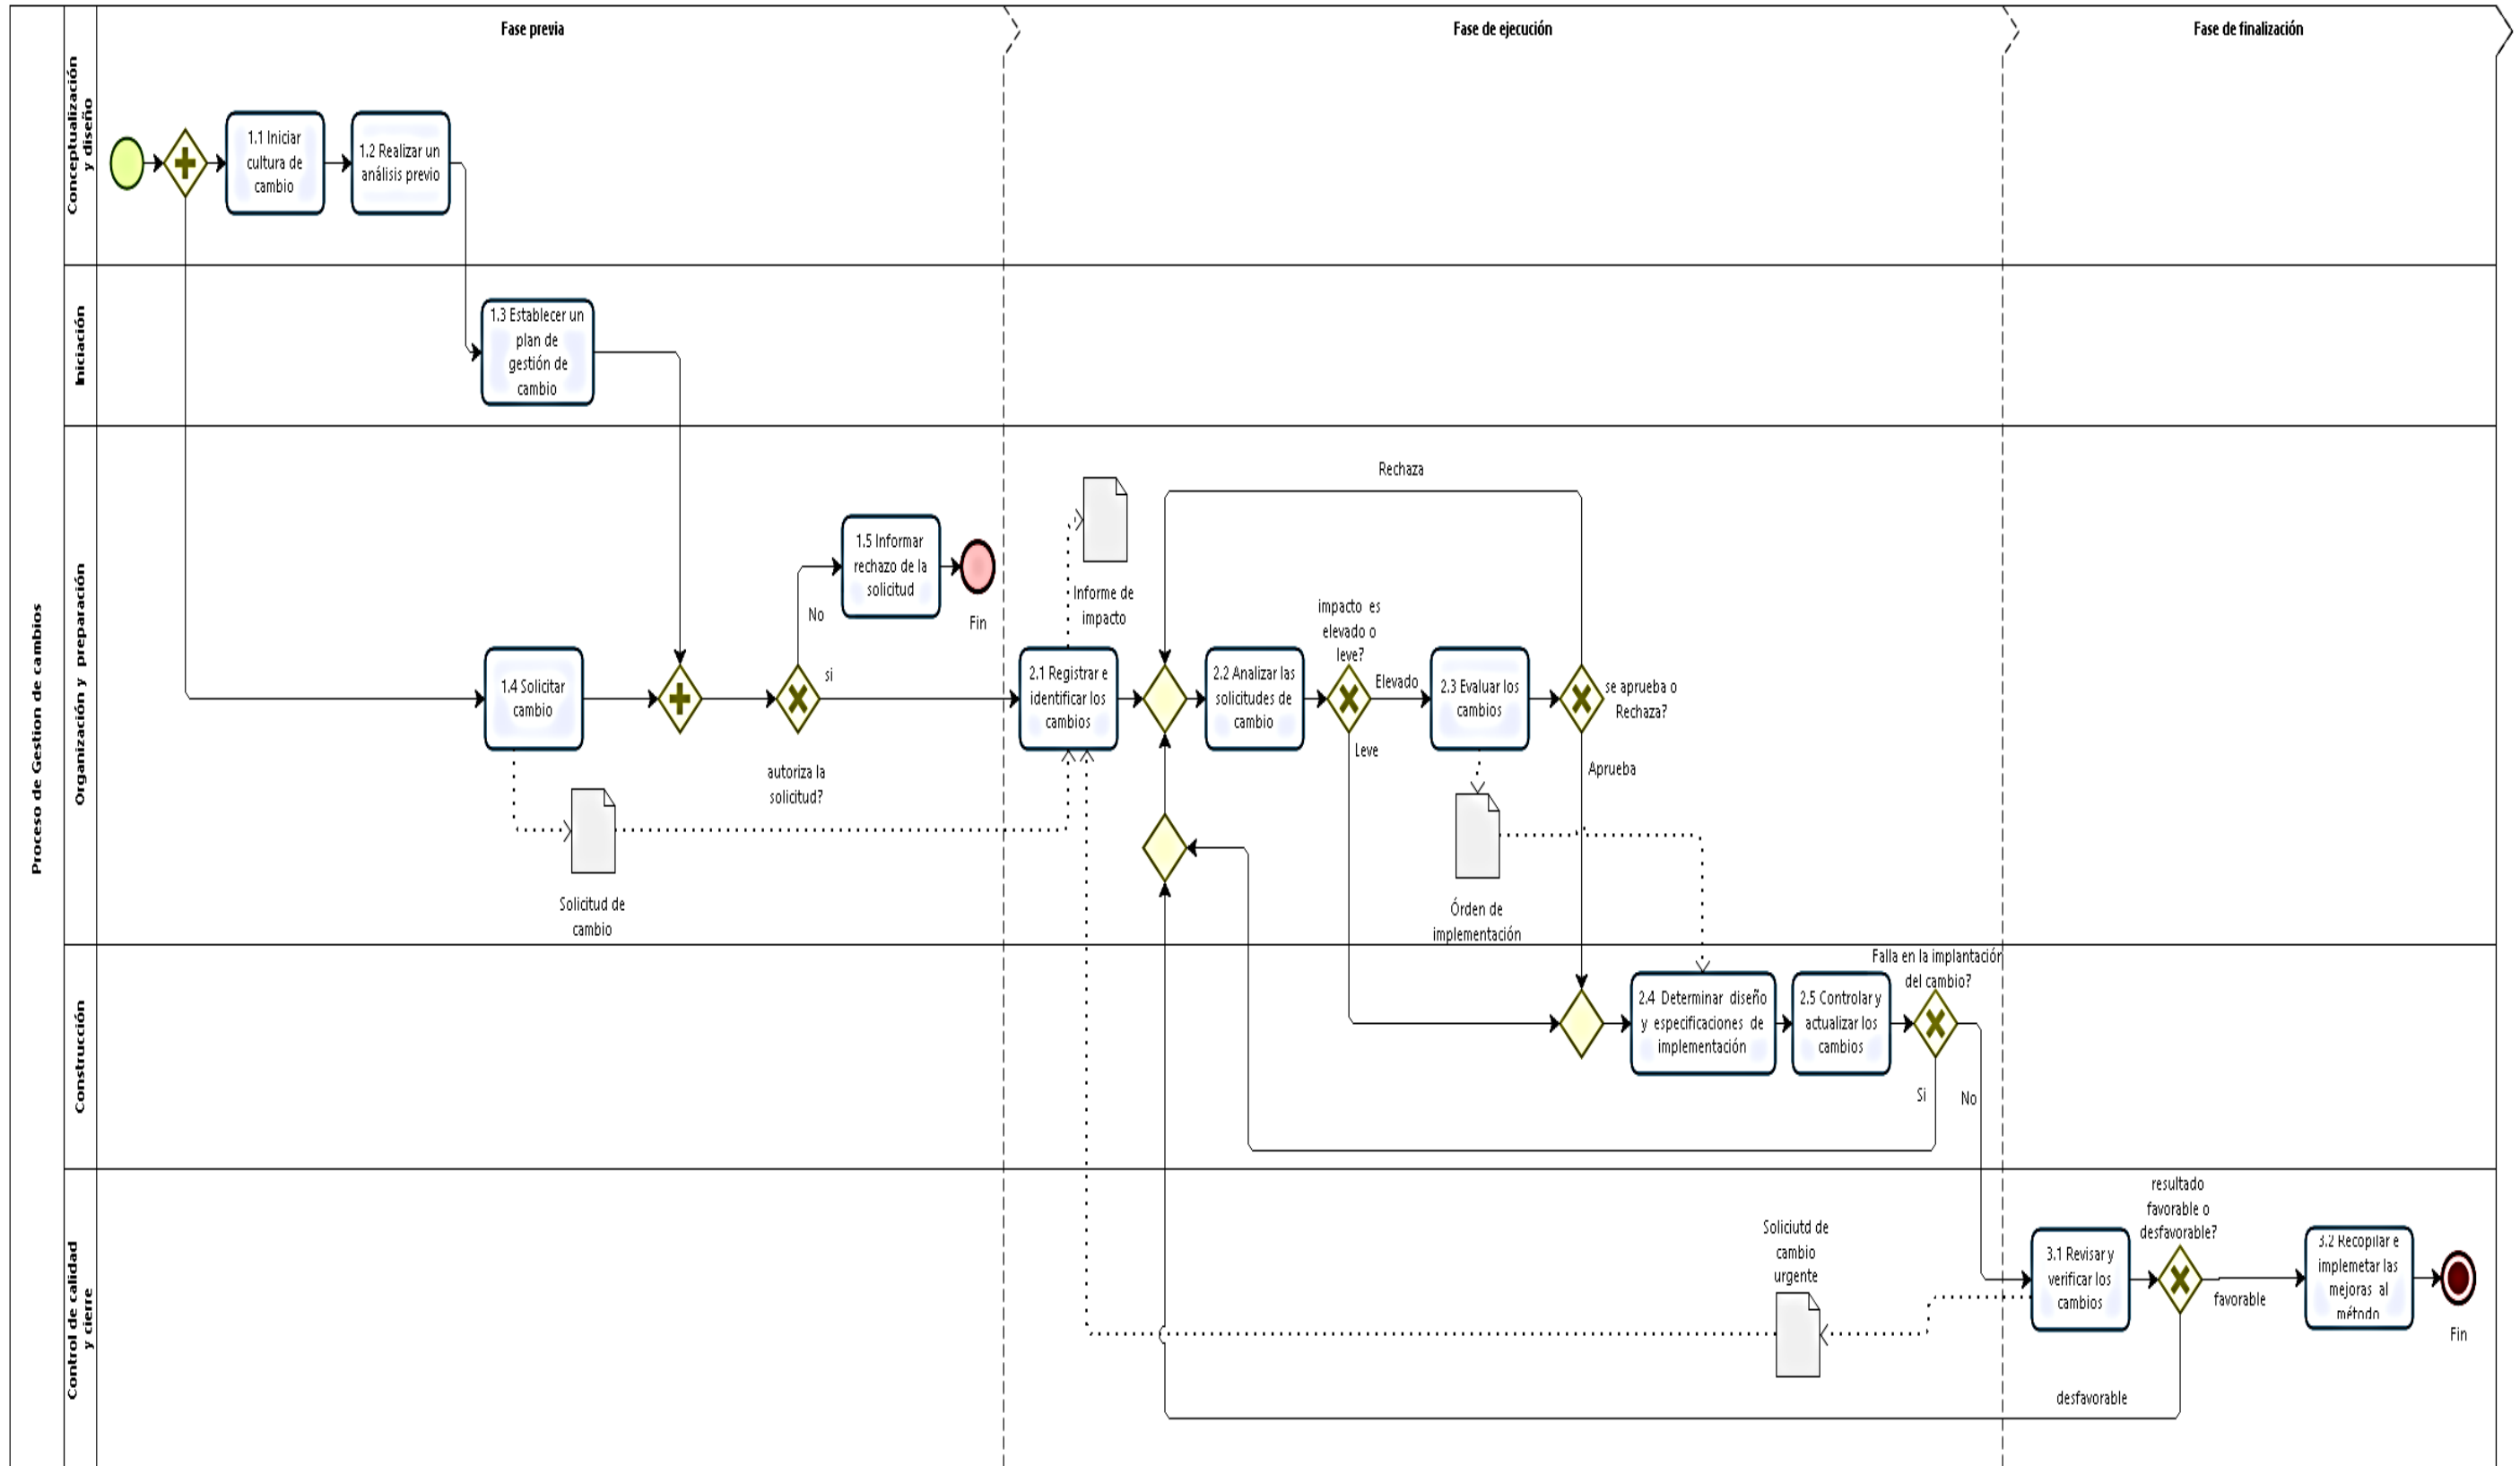 Fase previa
Fase de ejecución
Fase de finalización
Proceso de Gestion de cambios
Conceptualización
y diseño
1.1 Iniciar
cultura de
cambio
1.2 Realizar un
análisis previo
Iniciación
1.3 Establecer un
plan de
gestión de
cambio
Organización y preparación
Rechaza
1.5 Informar
rechazo de la
solicitud
Fin
No
si
Informe de
impacto
1.4 Solicitar
cambio
autoriza la
solicitud?
Solicitud de
cambio
2.1 Registrar e
identificar los
cambios
2.2 Analizar las
solicitudes de
cambio
impacto es
elevado o
leve?
Elevado
Leve
2.3 Evaluar los
cambios
se aprueba o
Rechaza?
Aprueba
Órden de
implementación
Construcción
2.4 Determinar diseño
y especificaciones de
implementación
2.5 Controlar y
actualizar los
cambios
Falla en la implantación
del cambio?
Si
No
Control de calidad
y cierre
Soliciutd de
cambio
urgente
3.1 Revisar y
verificar los
cambios
resultado
favorable o
desfavorable?
favorable
desfavorable
3.2 Recopilar e
implemetar las
mejoras al
método
Fin